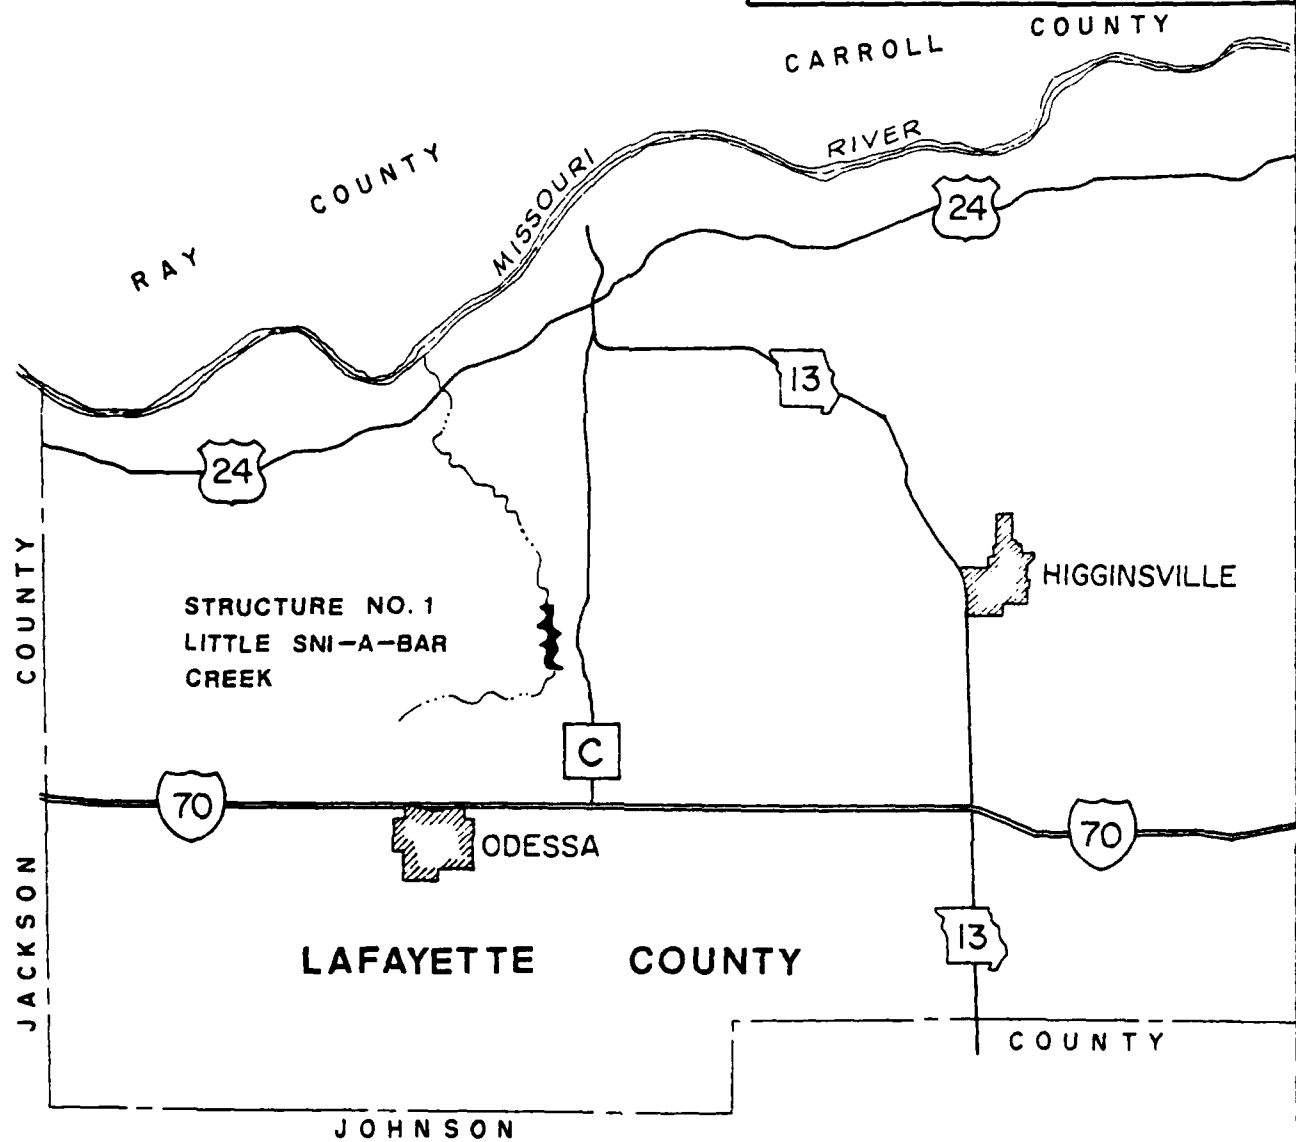 CARROLL COUNTY
RAY COUNTY
MISSOURI RIVER
24
13
24
HIGGINSVILLE
STRUCTURE NO. 1
LITTLE SNI-A-BAR
CREEK
C
70
70
ODESSA
JACKSON COUNTY
13
LAFAYETTE COUNTY
JOHNSON COUNTY